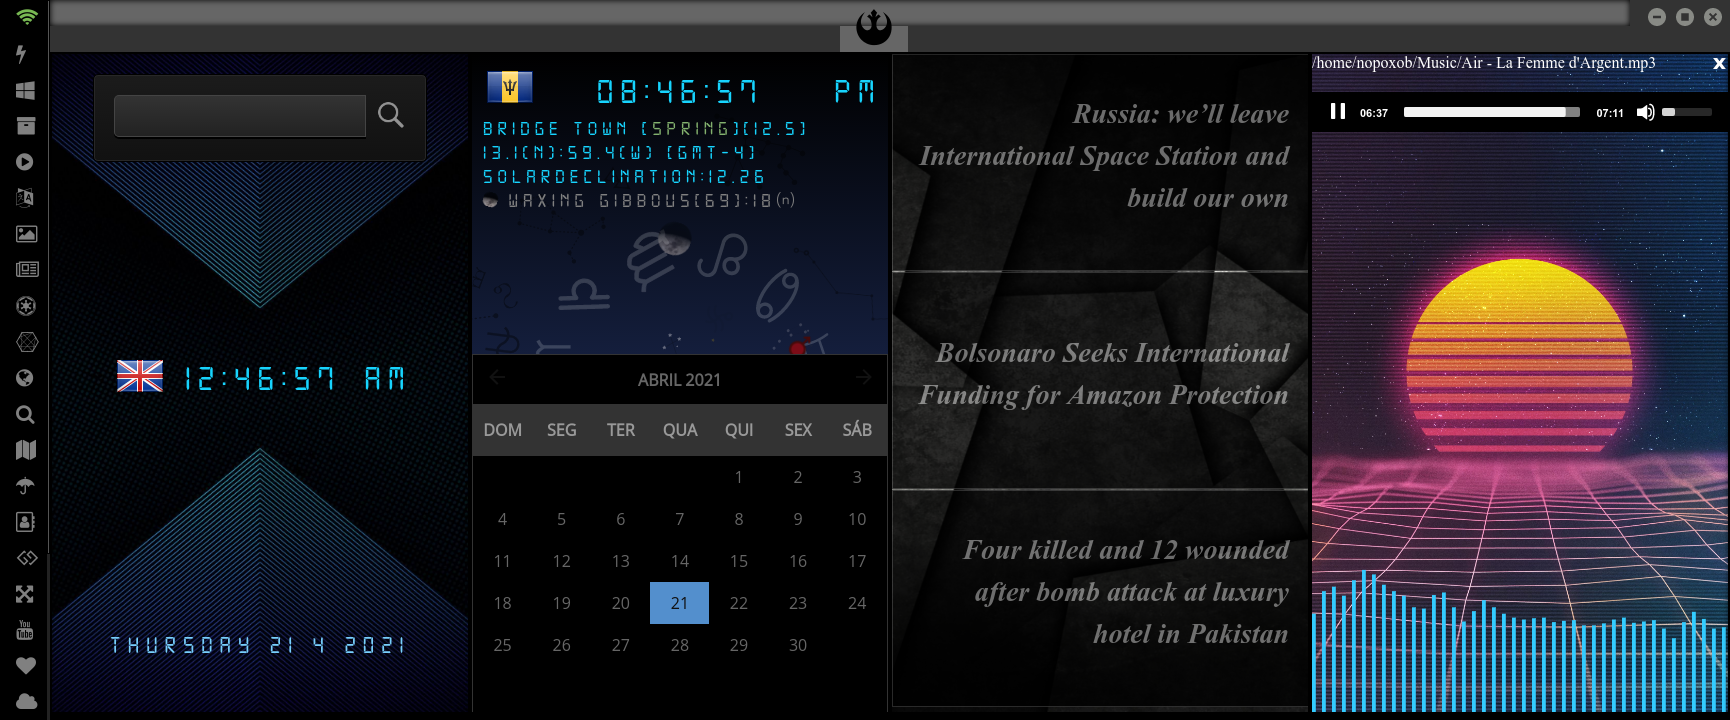 12:46:57 AM
THURSDAY 21 4 2021
08:46:57 PM
BRIDGE TOWN [SPRING][12.5]
13.1(N):59.4(W) [GMT-4]
SOLARDECLINATION:12.26
WAXING GIBBOUS[69]:18(n)
ABRIL 2021
DOM SEG TER QUA QUI SEX SÁB
1 2 3
4 5 6 7 8 9 10
11 12 13 14 15 16 17
18 19 20 21 22 23 24
25 26 27 28 29 30
Russia: we’ll leave
International Space Station and
build our own
Bolsonaro Seeks International
Funding for Amazon Protection
Four killed and 12 wounded
after bomb attack at luxury
hotel in Pakistan
/home/nopoxob/Music/Air - La Femme d'Argent.mp3 x
06:37 07:11
You
Tube